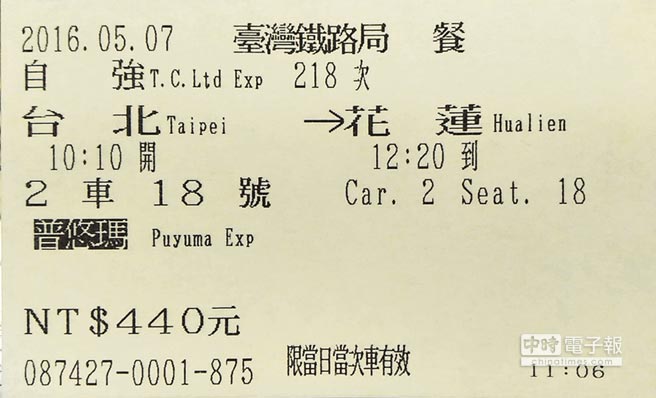 2016.05.07 臺灣鐵路局 餐
自 強 T.C.Ltd Exp 218 次
台 北 Taipei →花 蓮 Hualien
10:10 開 12:20 到
2 車 18 號 Car. 2 Seat. 18
普悠瑪 Puyuma Exp
NT$440元
087427-0001-875 限當日當次車有效 11:06
中時電子報
chinatimes.com